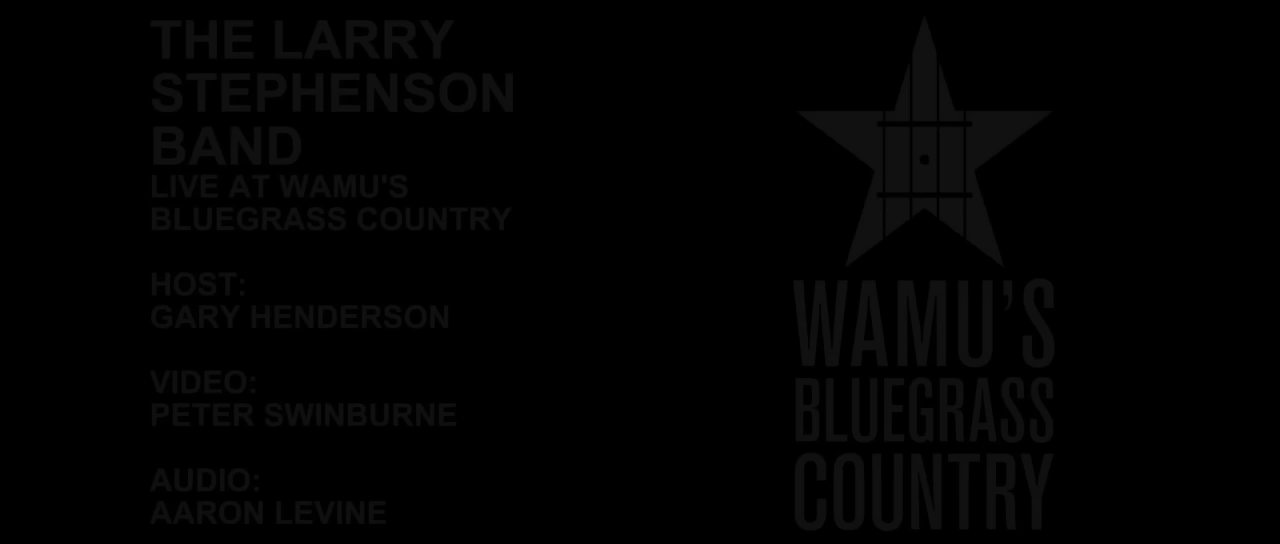 THE LARRY
STEPHENSON
BAND
LIVE AT WAMU'S
BLUEGRASS COUNTRY
HOST:
GARY HENDERSON
VIDEO:
PETER SWINBURNE
AUDIO:
AARON LEVINE
WAMU'S
BLUEGRASS
COUNTRY